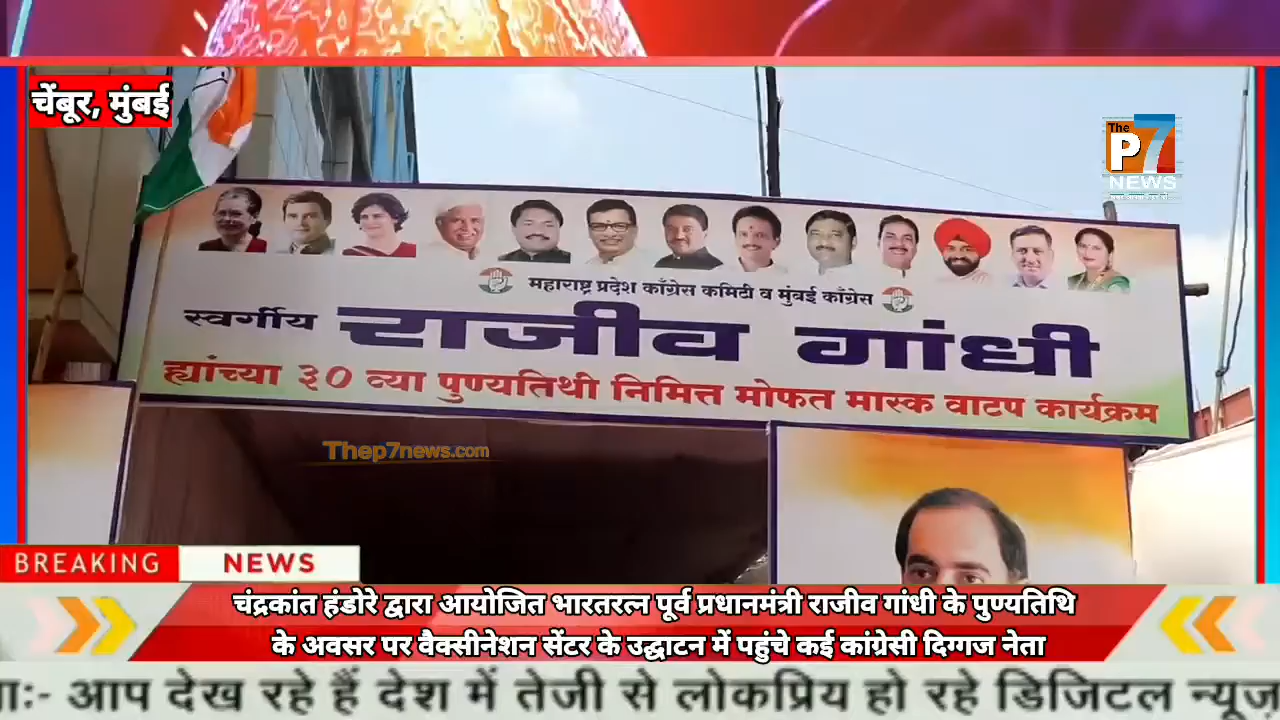 चेंबूर, मुंबई
The
P7
NEWS
महाराष्ट्र प्रदेश काँग्रेस कमिटी व मुंबई काँग्रेस
स्वर्गीय राजीव गांधी
ह्यांच्या ३० व्या पुण्यतिथी निमित्त मोफत मास्क वाटप कार्यक्रम
Thep7news.com
BREAKING NEWS
चंद्रकांत हंडोरे द्वारा आयोजित भारतरत्न पूर्व प्रधानमंत्री राजीव गांधी के पुण्यतिथि
के अवसर पर वैक्सीनेशन सेंटर के उद्घाटन में पहुंचे कई कांग्रेसी दिग्गज नेता
आप देख रहे हैं देश में तेजी से लोकप्रिय हो रहे डिजिटल